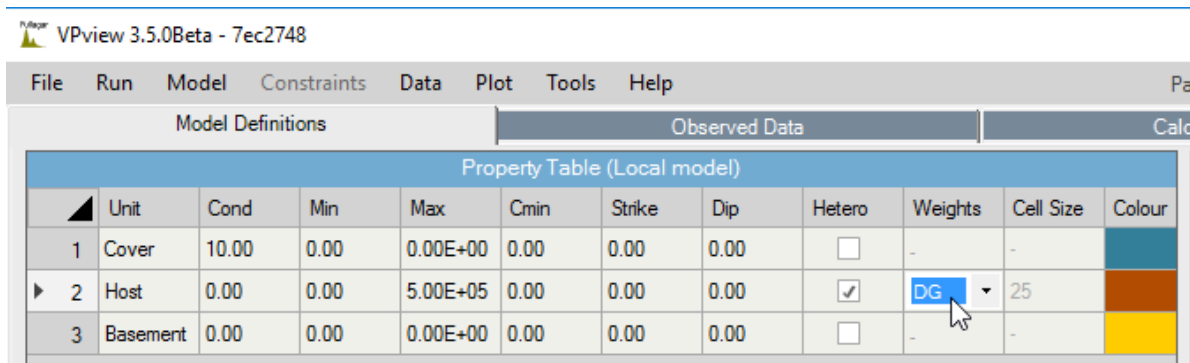 VPview 3.5.0Beta - 7ec2748
File Run Model Constraints Data Plot Tools Help Pa
Model Definitions Observed Data Calc
Property Table (Local model)
Unit Cond Min Max Cmin Strike Dip Hetero Weights Cell Size Colour
1 Cover 10.00 0.00 0.00E+00 0.00 0.00 0.00 - -
2 Host 0.00 0.00 5.00E+05 0.00 0.00 0.00 DG 25
3 Basement 0.00 0.00 0.00E+00 0.00 0.00 0.00 - -